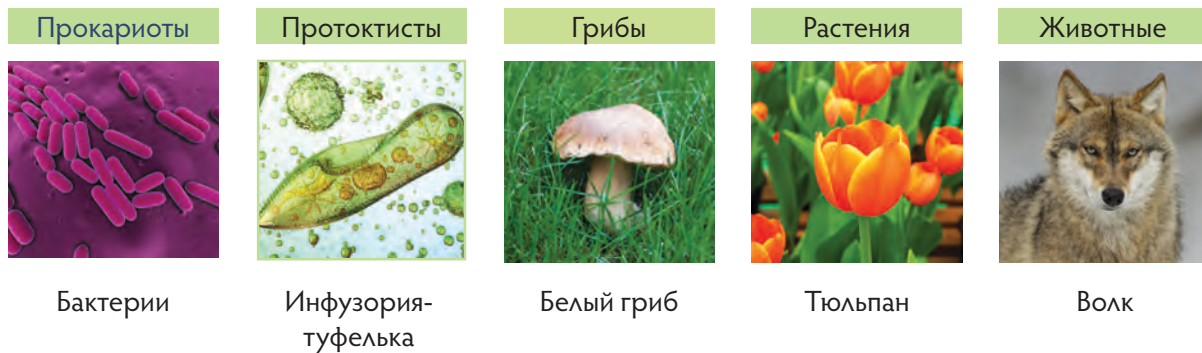 Прокариоты
Протоктисты
Грибы
Растения
Животные
Бактерии
Инфузория-
туфелька
Белый гриб
Тюльпан
Волк